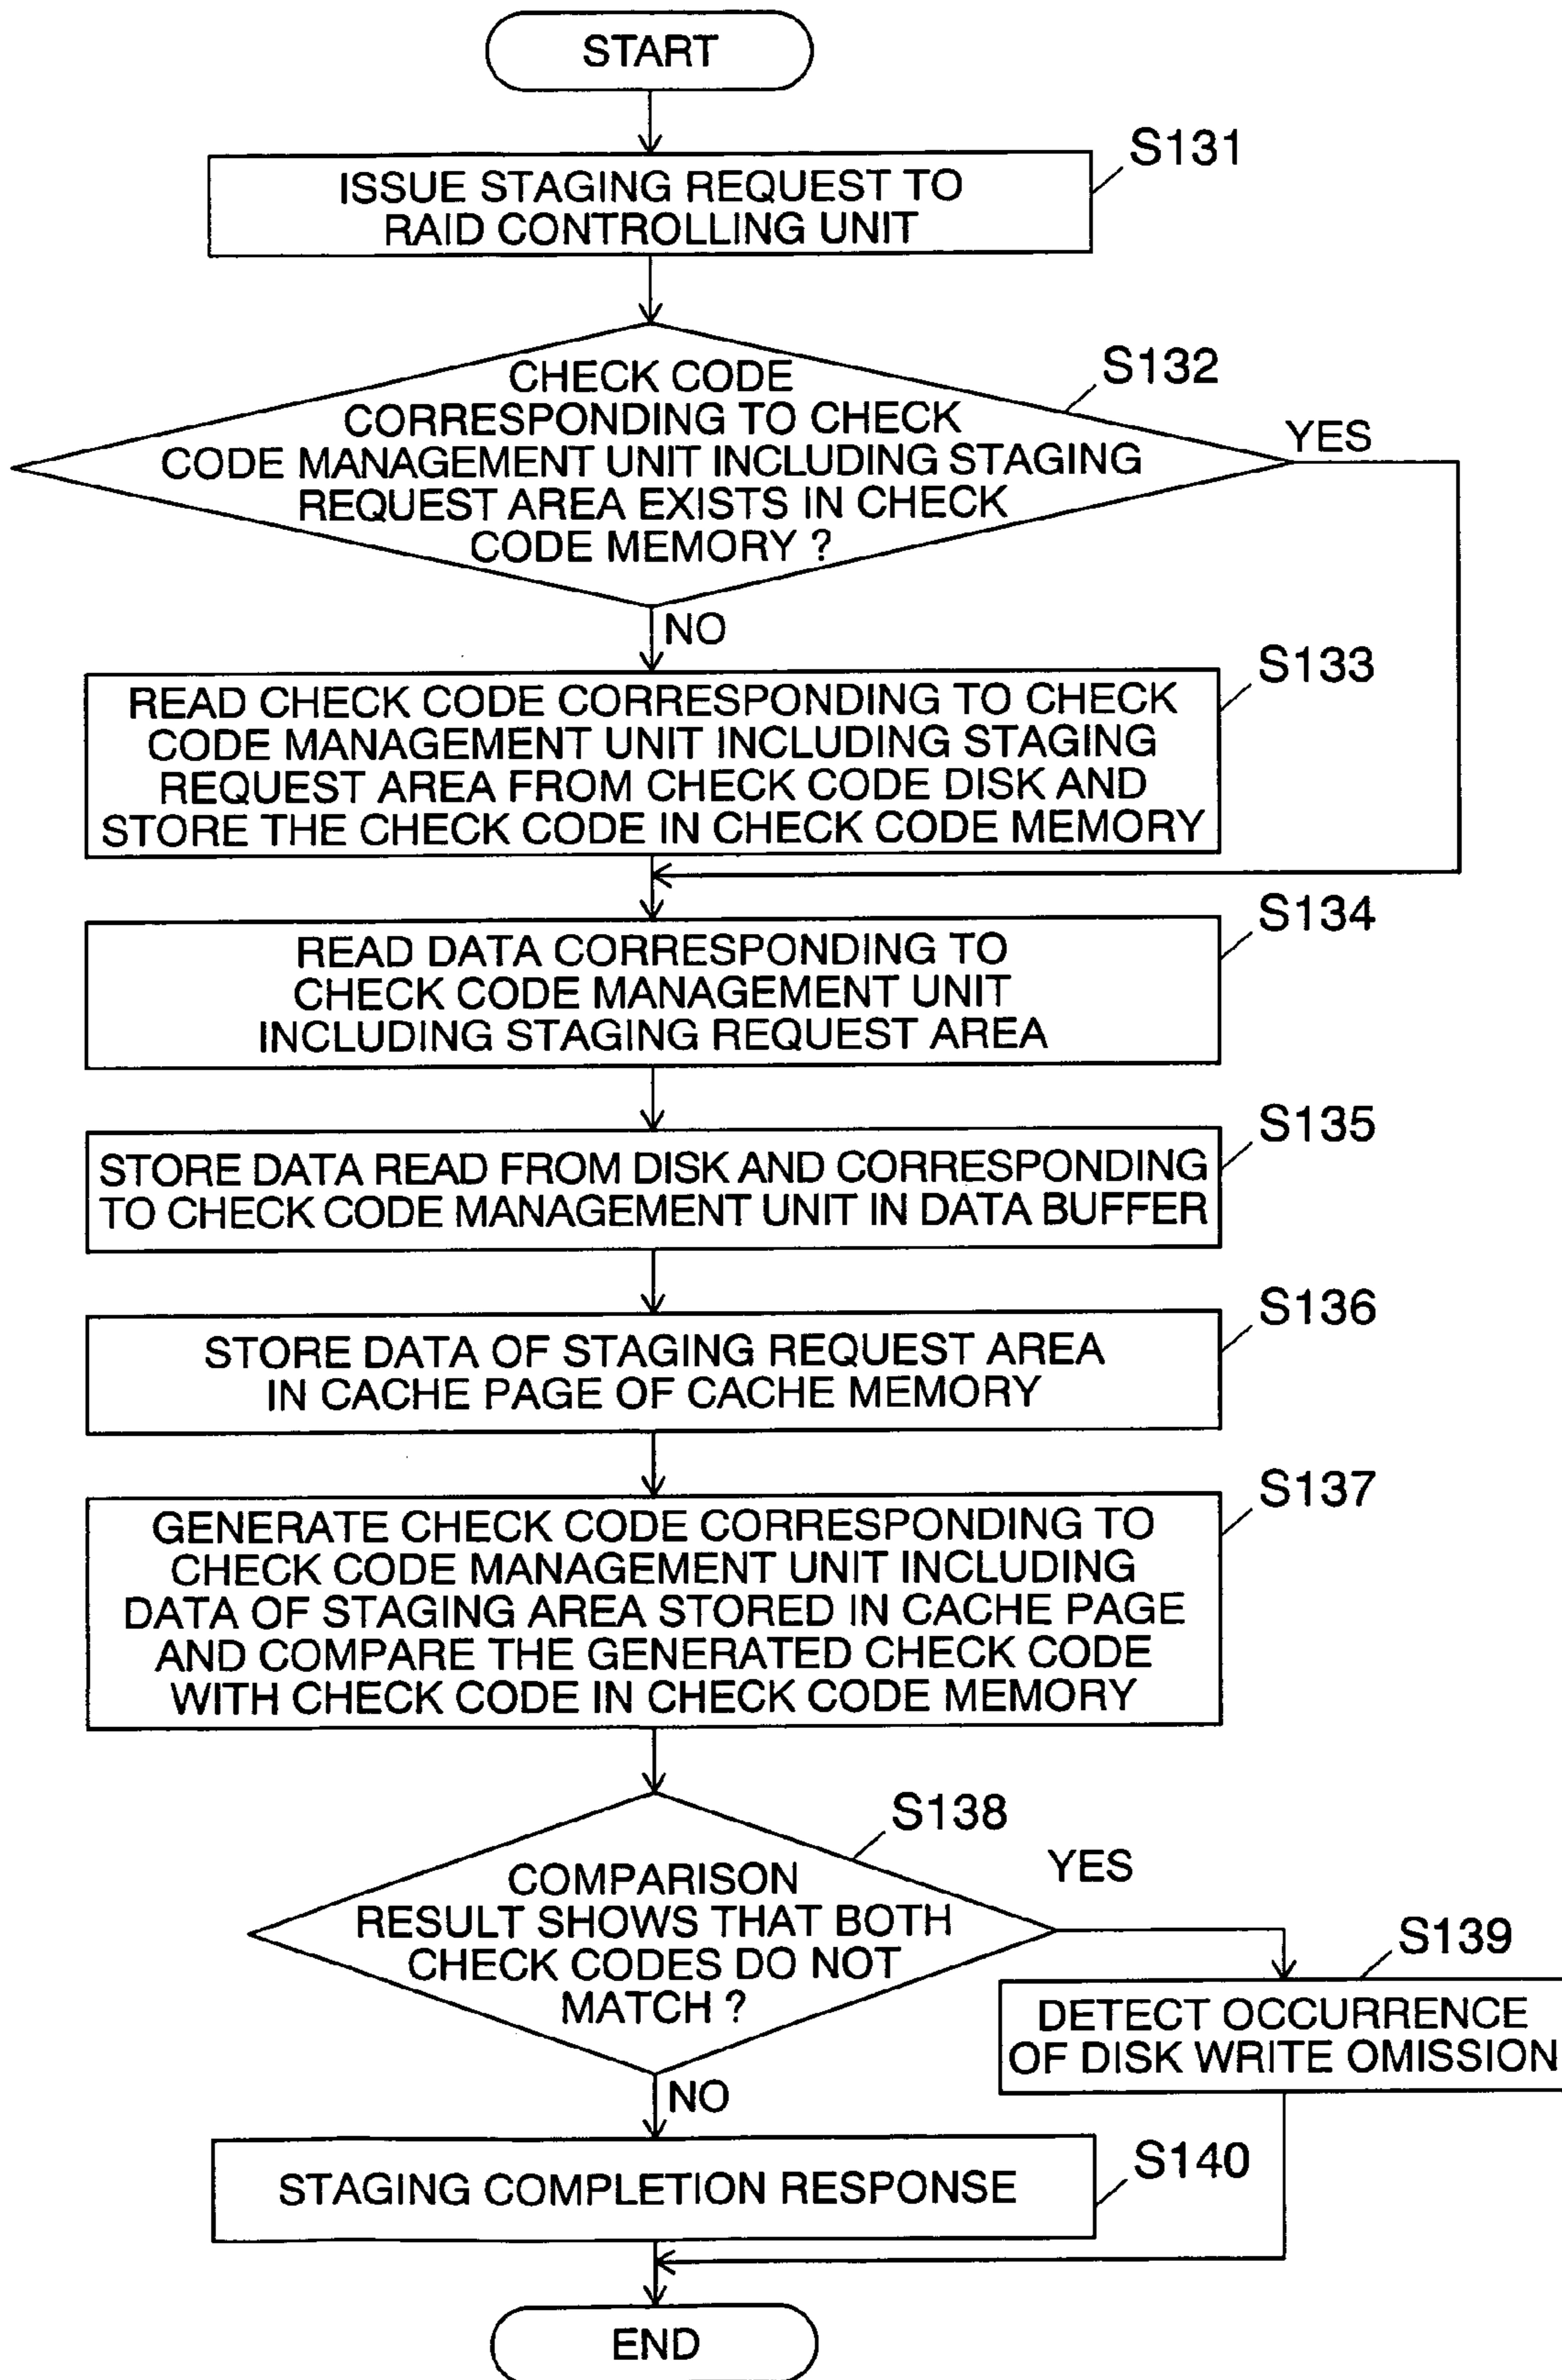 START
S131
ISSUE STAGING REQUEST TO
RAID CONTROLLING UNIT
S132
CHECK CODE
CORRESPONDING TO CHECK
CODE MANAGEMENT UNIT INCLUDING STAGING
REQUEST AREA EXISTS IN CHECK
CODE MEMORY ?
YES
NO
S133
READ CHECK CODE CORRESPONDING TO CHECK
CODE MANAGEMENT UNIT INCLUDING STAGING
REQUEST AREA FROM CHECK CODE DISK AND
STORE THE CHECK CODE IN CHECK CODE MEMORY
S134
READ DATA CORRESPONDING TO
CHECK CODE MANAGEMENT UNIT
INCLUDING STAGING REQUEST AREA
S135
STORE DATA READ FROM DISK AND CORRESPONDING
TO CHECK CODE MANAGEMENT UNIT IN DATA BUFFER
S136
STORE DATA OF STAGING REQUEST AREA
IN CACHE PAGE OF CACHE MEMORY
S137
GENERATE CHECK CODE CORRESPONDING TO
CHECK CODE MANAGEMENT UNIT INCLUDING
DATA OF STAGING AREA STORED IN CACHE PAGE
AND COMPARE THE GENERATED CHECK CODE
WITH CHECK CODE IN CHECK CODE MEMORY
S138
COMPARISON
RESULT SHOWS THAT BOTH
CHECK CODES DO NOT
MATCH ?
YES
S139
DETECT OCCURRENCE
OF DISK WRITE OMISSION
NO
S140
STAGING COMPLETION RESPONSE
END